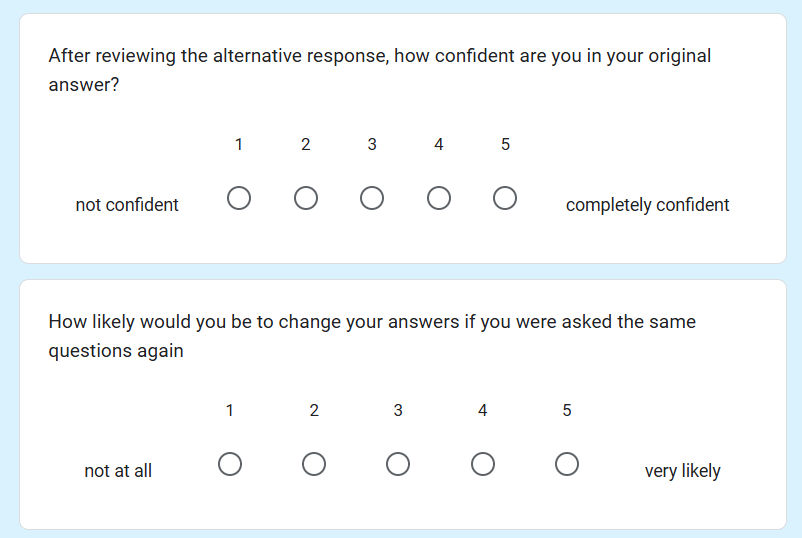 After reviewing the alternative response, how confident are you in your original
answer?
1 2 3 4 5
not confident completely confident
How likely would you be to change your answers if you were asked the same
questions again
1 2 3 4 5
not at all very likely